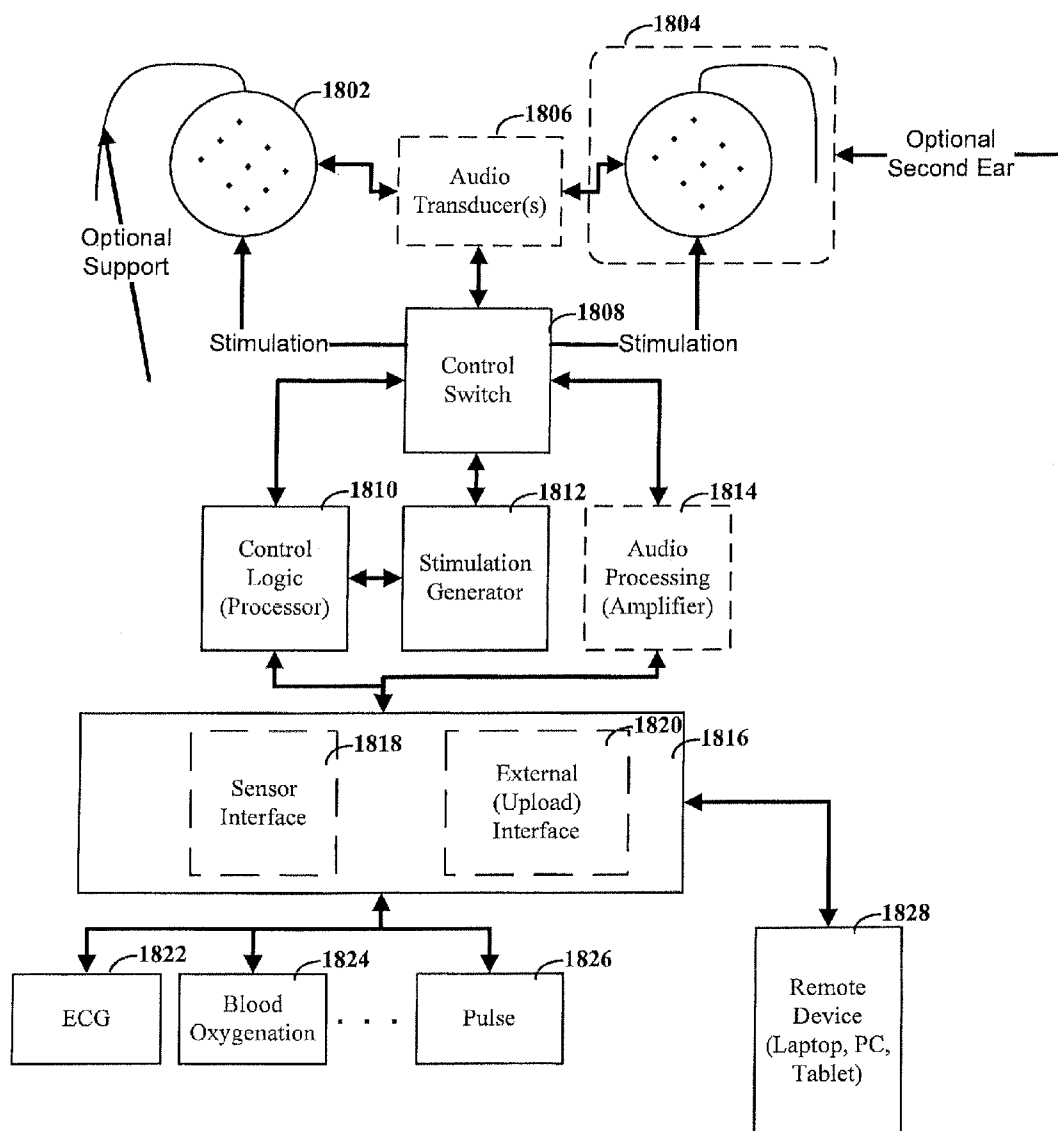 1804
1802
1806
Audio
Transducer(s)
Optional
Second Ear
Optional
Support
1808
Stimulation
Stimulation
Control
Switch
1810
1812
1814
Control
Logic
(Processor)
Stimulation
Generator
Audio
Processing
(Amplifier)
1818
1820
1816
Sensor
Interface
External
(Upload)
Interface
1822
1824
1826
1828
ECG
Blood
Oxygenation
. . .
Pulse
Remote
Device
(Laptop, PC,
Tablet)